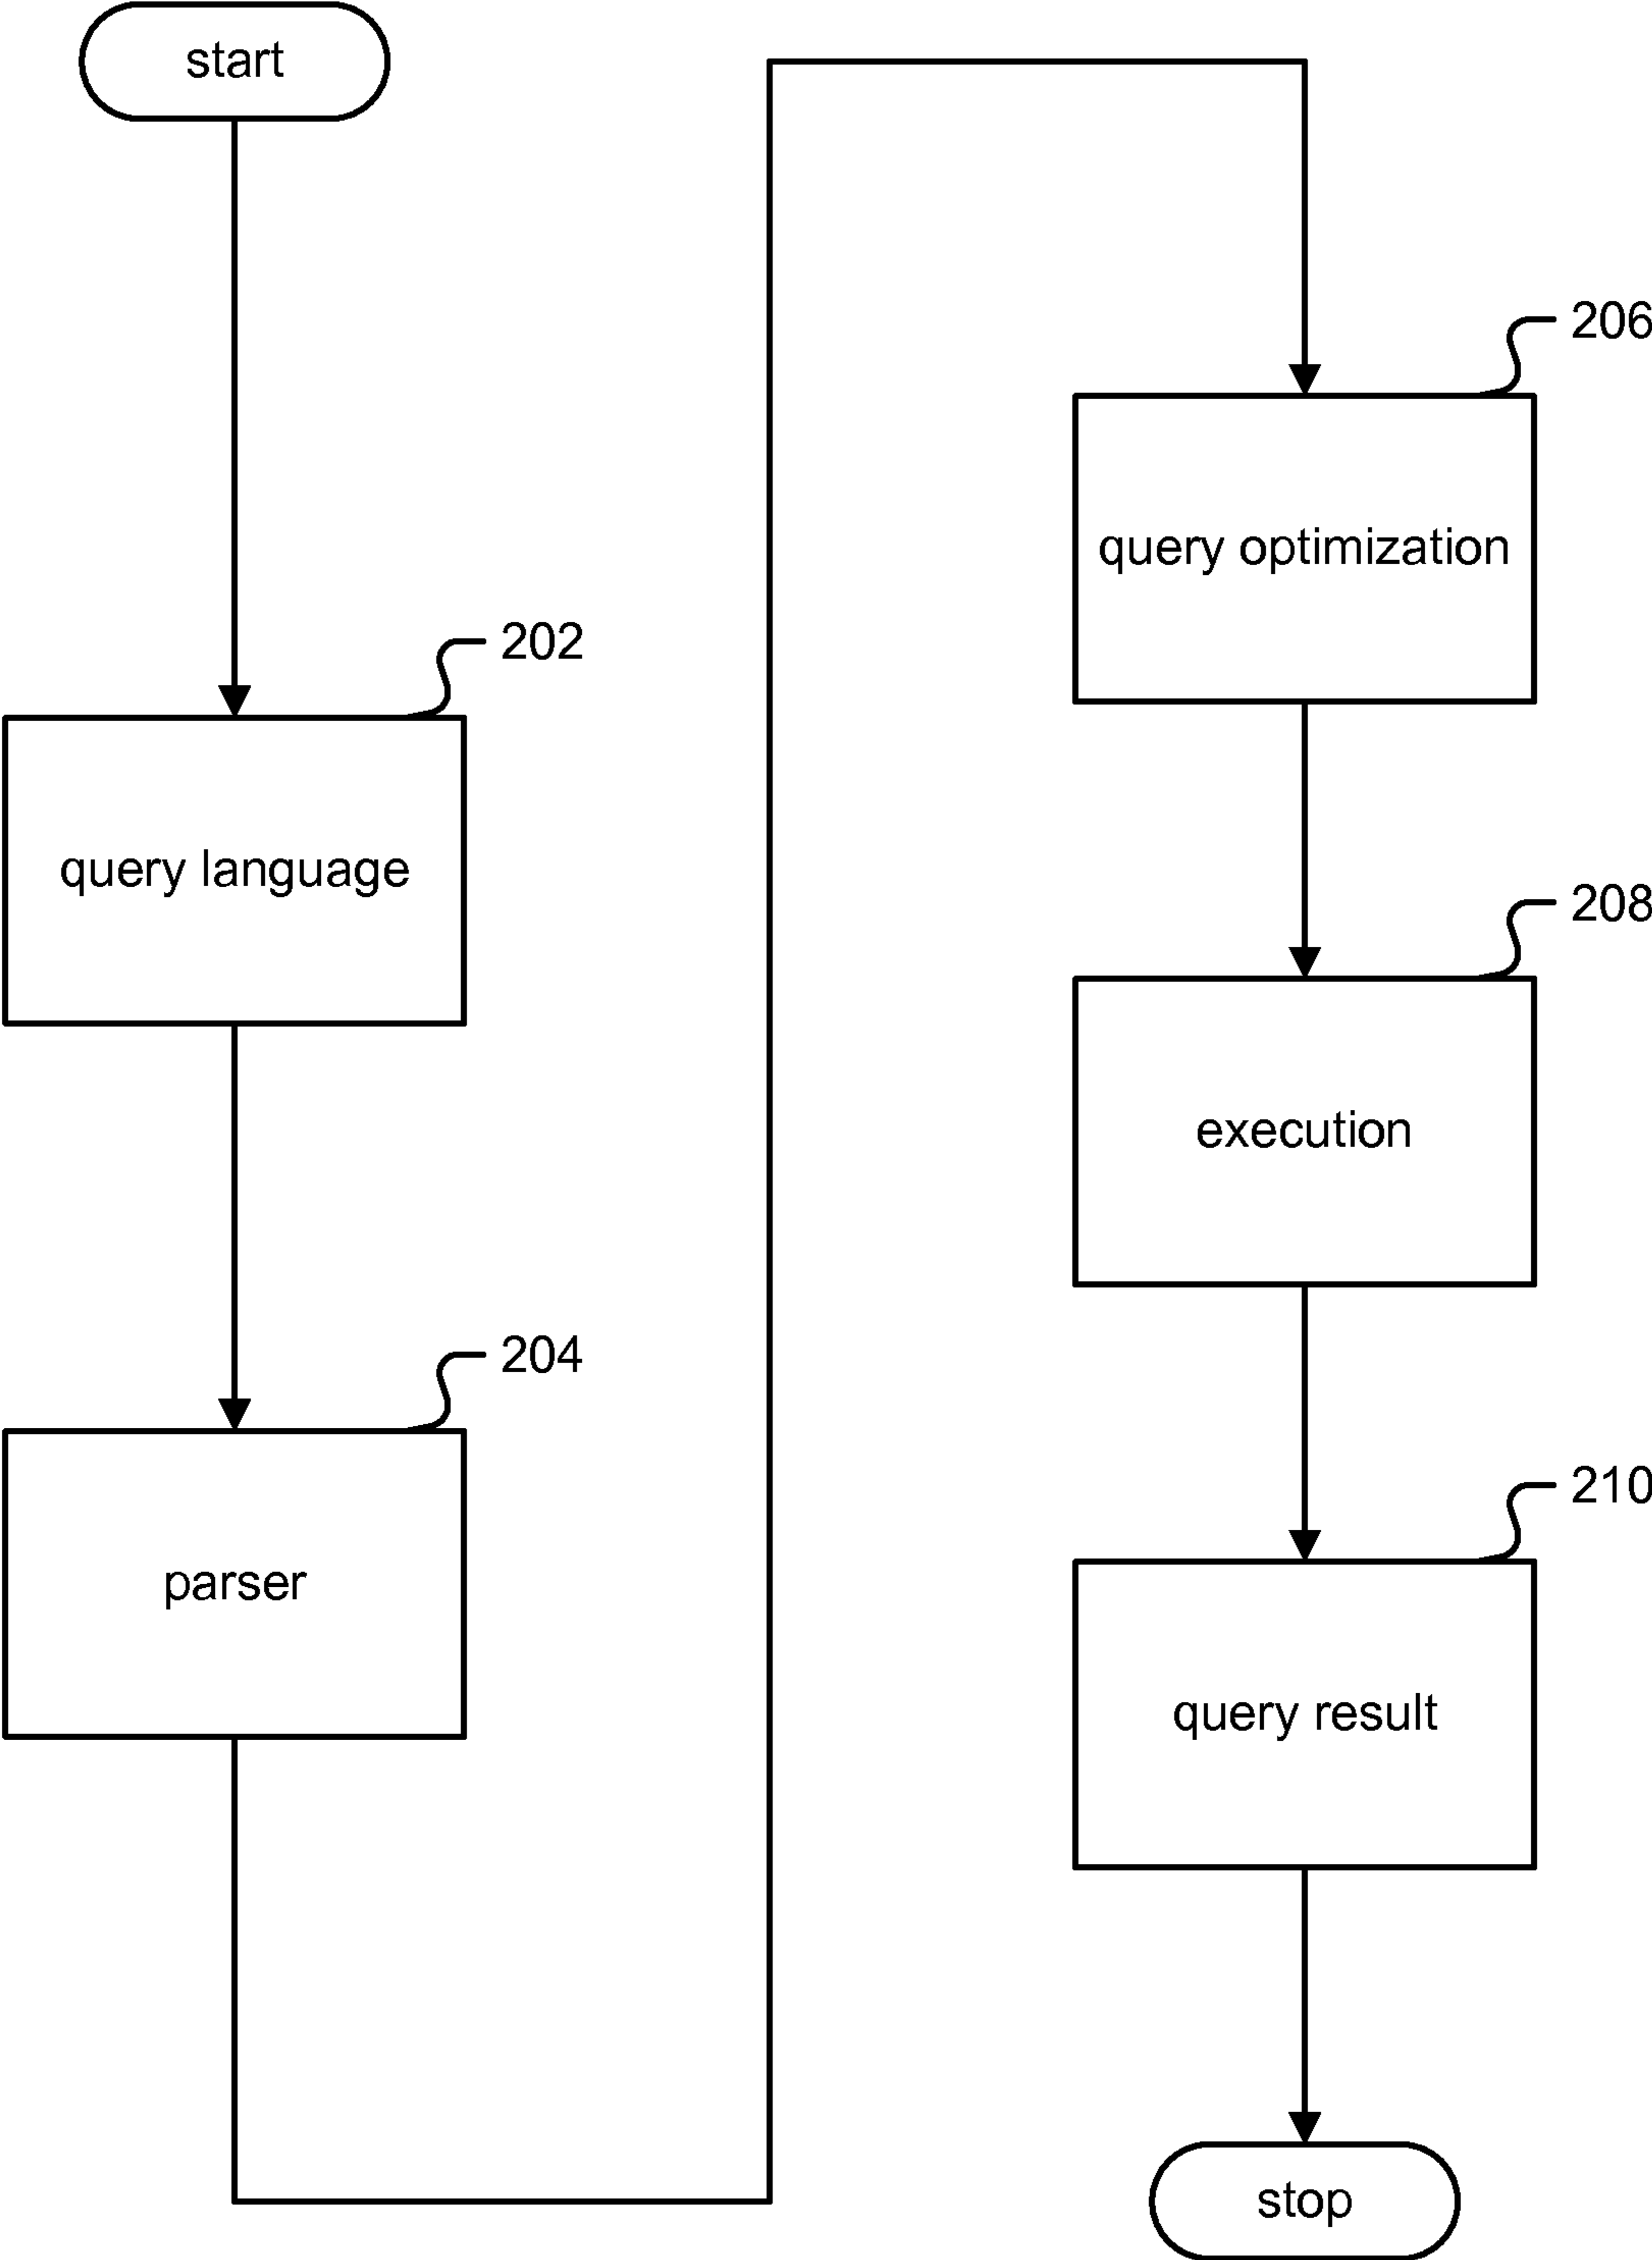 start
202
query language
204
parser
206
query optimization
208
execution
210
query result
stop